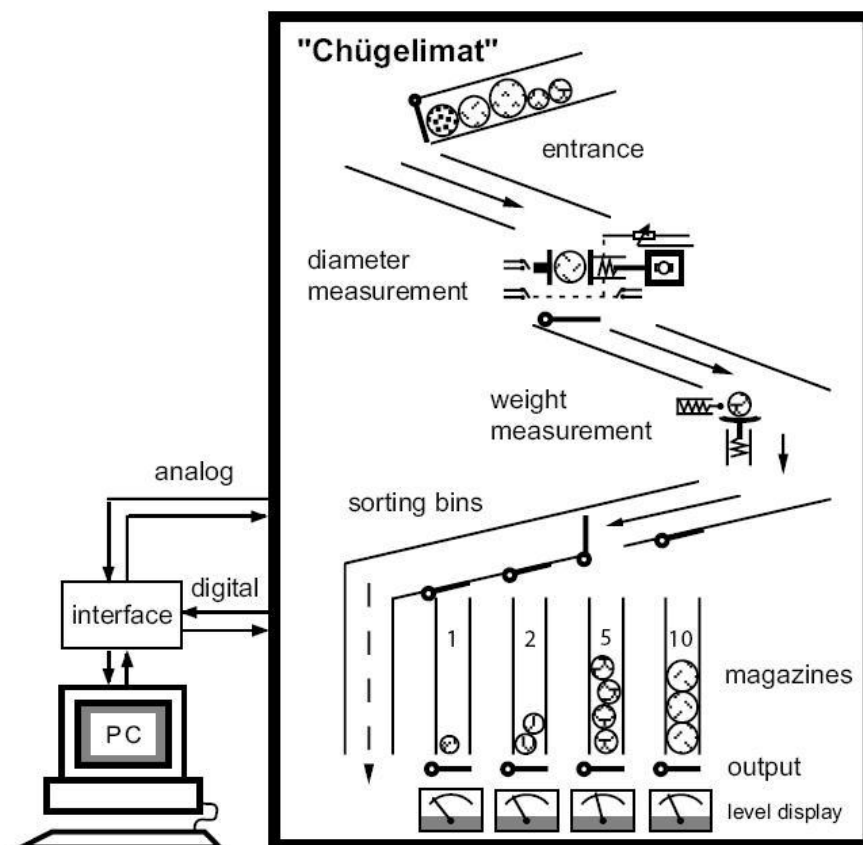 "Chügelimat"
entrance
diameter
measurement
weight
measurement
analog
sorting bins
digital
interface
1
2
5
10
magazines
PC
output
level display